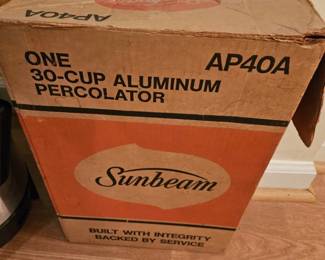 AP40A
ONE AP40A
30-CUP ALUMINUM
PERCOLATOR
Sunbeam
BUILT WITH INTEGRITY
BACKED BY SERVICE